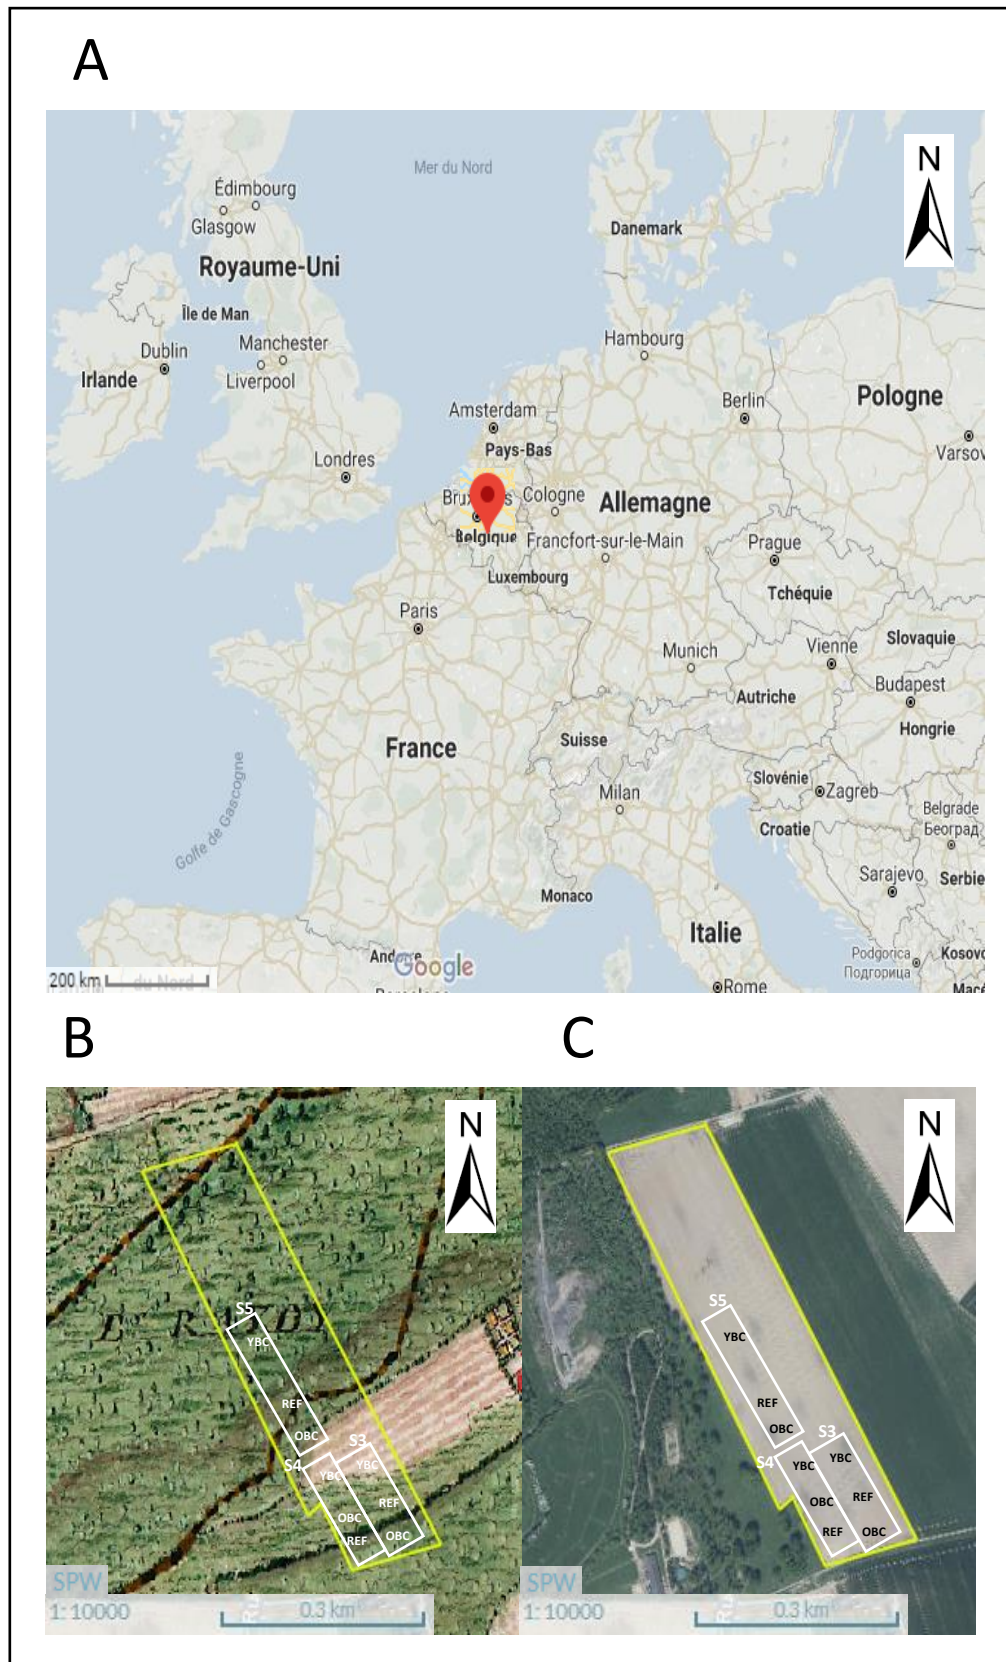 A
Mer du Nord
N
Édimbourg
Glasgow
Danemark
Royaume-Uni
Île de Man
Hambourg
Manchester
Dublin
Liverpool
Irlande
Berlin
Pologne
Amsterdam
Pays-Bas
Varsov
Londres
Cologne
Allemagne
Belgique
Francfort-sur-le-Main
Prague
Luxembourg
Tchéquie
Paris
Slovaquie
Vienne
Munich
Budapest
Autriche
Hongrie
Suisse
France
Slovénie
Milan
Zagreb
Golfe de Gascogne
Belgrade
Београд
Croatie
Sarajevo
Serbie
Monaco
Italie
Podgorica
Подгорица
Kosovo
Google
200 km
du Nord
Rome
Macé
B
C
N
N
S5
YBC
REF
OBC
S3
S4
YBC
YBC
REF
OBC
REF
OBC
S5
YBC
REF
OBC
S3
S4
YBC
YBC
REF
OBC
REF
OBC
SPW
1: 10000
0.3 km
SPW
1: 10000
0.3 km